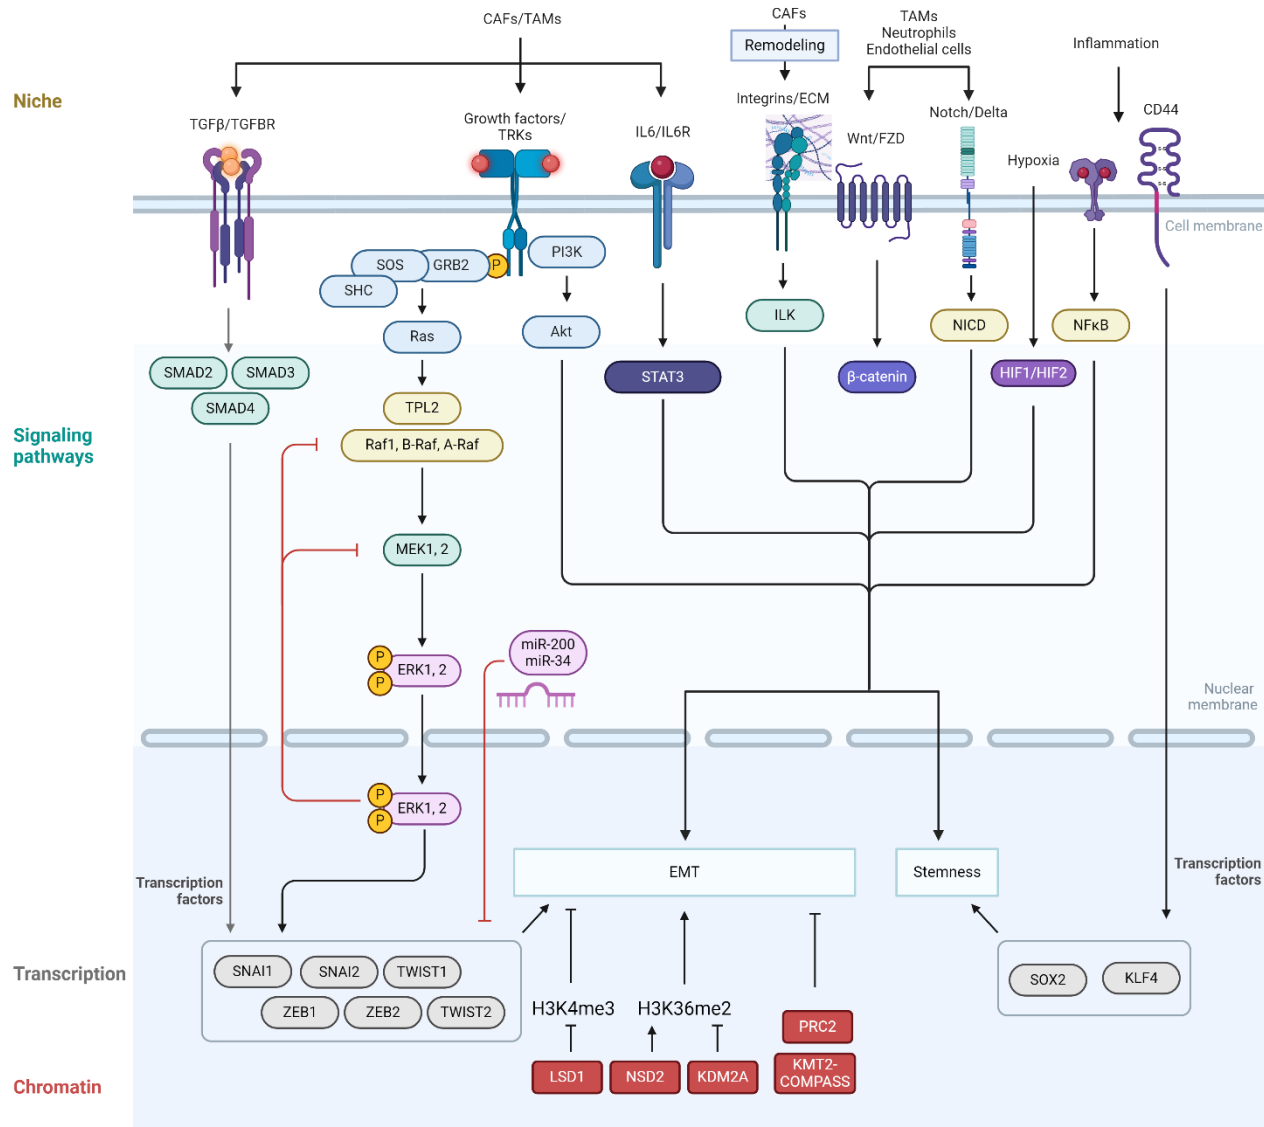 CAFs/TAMs
CAFs
Remodeling
TAMs
Neutrophils
Endothelial cells
Inflammation
Niche
TGFβ/TGFBR
Growth factors/
TRKs
IL6/IL6R
Integrins/ECM
Wnt/FZD
Notch/Delta
Hypoxia
CD44
S-S
S-S
S-S
Cell membrane
SOS
GRB2
P
SHC
PI3K
Ras
Akt
ILK
NICD
NFκB
SMAD2
SMAD3
SMAD4
STAT3
β-catenin
HIF1/HIF2
TPL2
Raf1, B-Raf, A-Raf
Signaling
pathways
MEK1, 2
P
P
ERK1, 2
miR-200
miR-34
Nuclear
membrane
P
P
ERK1, 2
Transcription
factors
EMT
Stemness
Transcription
factors
Transcription
SNAI1
SNAI2
TWIST1
ZEB1
ZEB2
TWIST2
SOX2
KLF4
H3K4me3
H3K36me2
PRC2
Chromatin
LSD1
NSD2
KDM2A
KMT2-
COMPASS